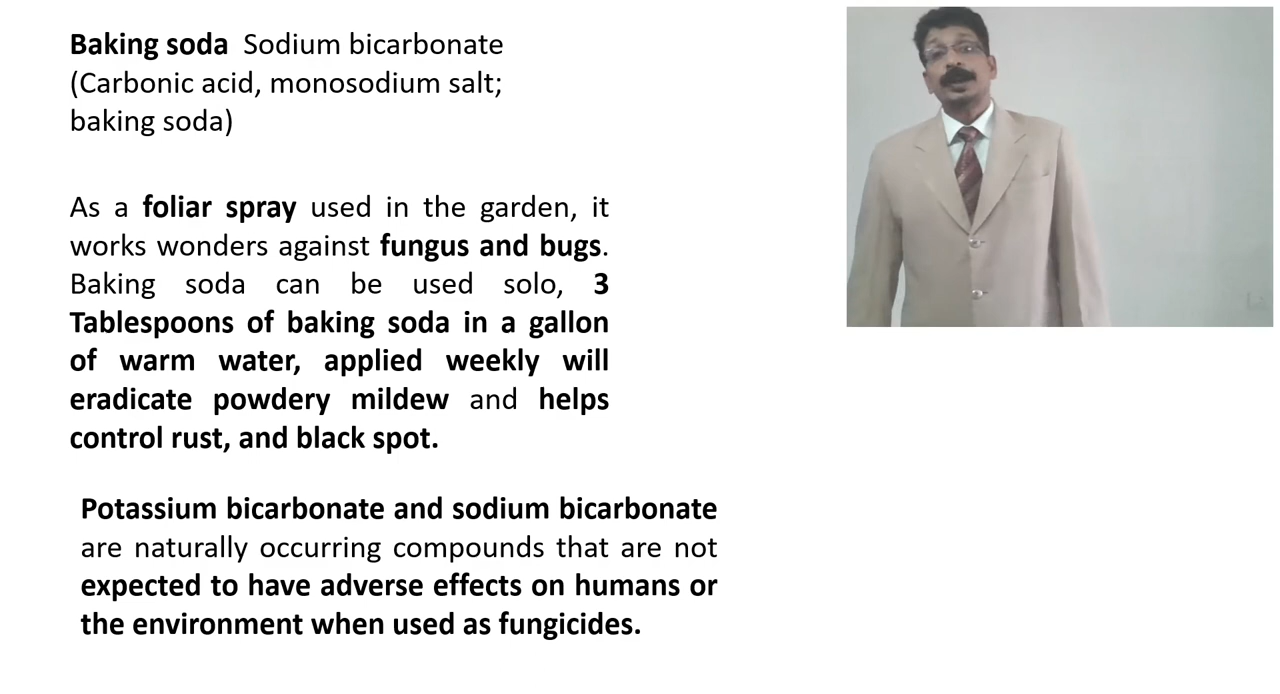 Baking soda  Sodium bicarbonate
(Carbonic acid, monosodium salt;
baking soda)
As a foliar spray used in the garden, it
works wonders against fungus and bugs.
Baking soda can be used solo, 3
Tablespoons of baking soda in a gallon
of warm water, applied weekly will
eradicate powdery mildew and helps
control rust, and black spot.
Potassium bicarbonate and sodium bicarbonate
are naturally occurring compounds that are not
expected to have adverse effects on humans or
the environment when used as fungicides.